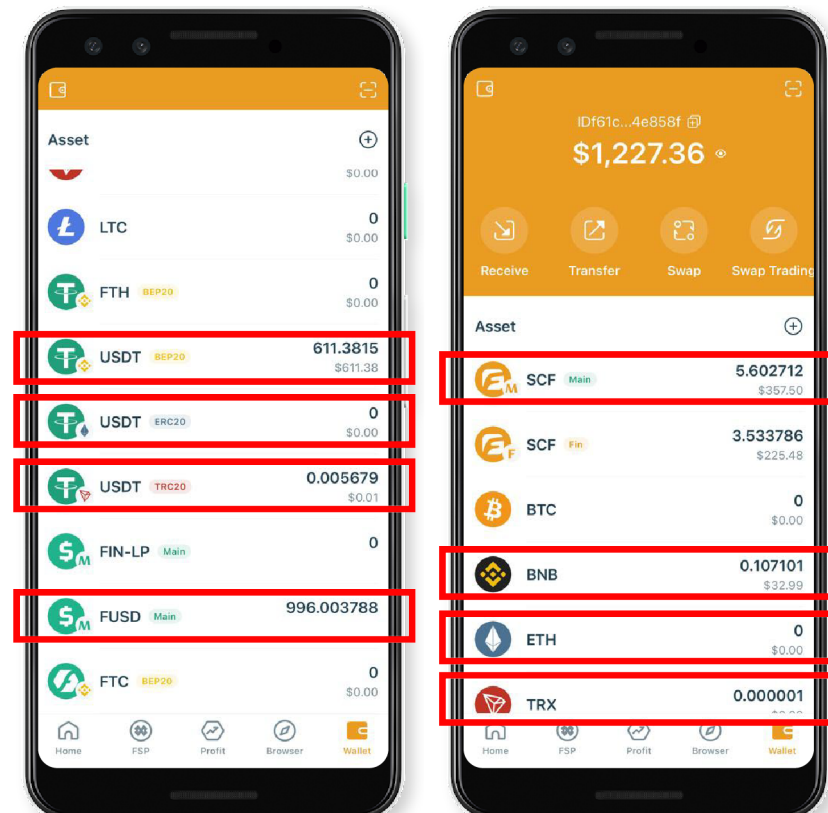 Asset
$0.00
LTC
0
$0.00
FTH BEP20
0
$0.00
USDT BEP20
611.3815
$611.38
USDT ERC20
0
$0.00
USDT TRC20
0.005679
$0.01
FIN-LP Main
0
FUSD Main
996.003788
FTC BEP20
0
$0.00
Home FSP Profit Browser Wallet
IDf61c...4e858f
$1,227.36
Receive Transfer Swap Swap Trading
Asset
SCF Main
5.602712
$357.50
SCF Fin
3.533786
$225.48
BTC
0
$0.00
BNB
0.107101
$32.99
ETH
0
$0.00
TRX
0.000001
Home FSP Profit Browser Wallet